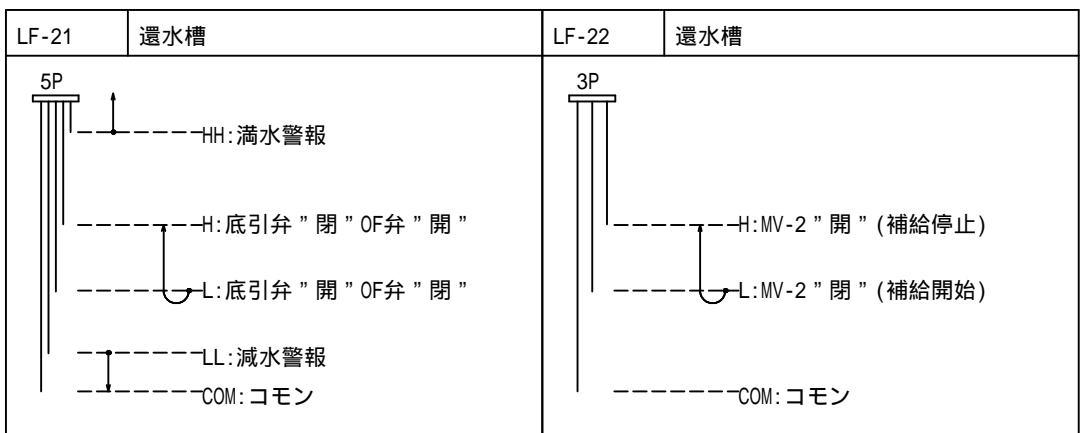 LF-21 還水槽
5P
HH:満水警報
H:底引弁”閉”OF弁”開”
L:底引弁”開”OF弁”閉”
LL:減水警報
COM:コモン
LF-22 還水槽
3P
H:MV-2”開”(補給停止)
L:MV-2”閉”(補給開始)
COM:コモン